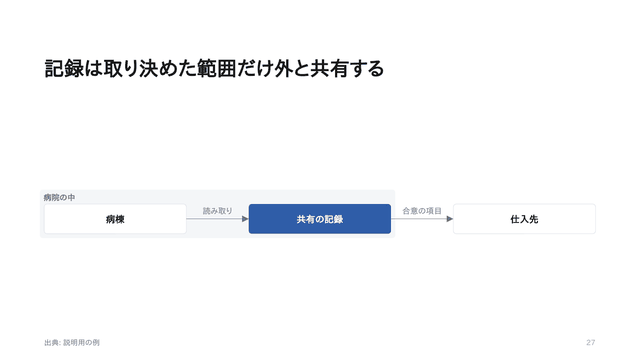 記録は取り決めた範囲だけ外と共有する
病院の中
病棟
読み取り
共有の記録
合意の項目
仕入先
出典: 説明用の例
27